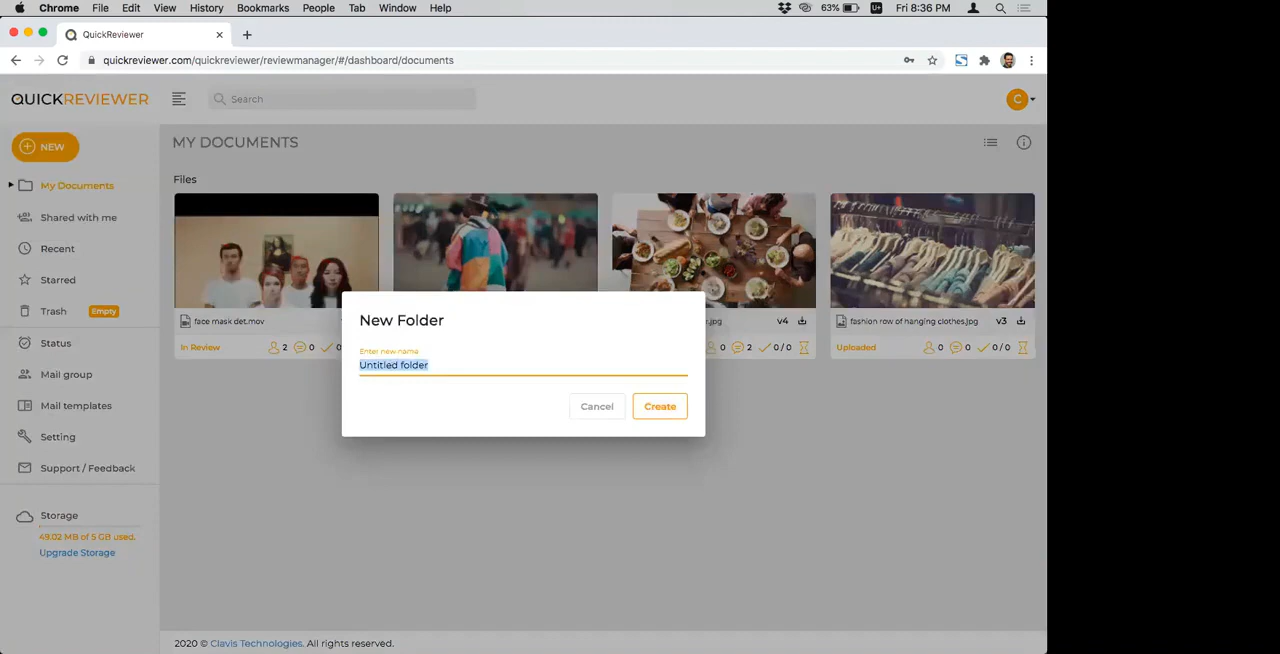 Chrome File Edit View History Bookmarks People Tab Window Help 63% U+ Fri 8:36 PM
QuickReviewer
quickreviewer.com/quickreviewer/reviewmanager/#/dashboard/documents
QUICKREVIEWER Search C
NEW
My Documents
Shared with me
Recent
Starred
Trash Empty
Status
Mail group
Mail templates
Setting
Support / Feedback
Storage
49.02 MB of 5 GB used.
Upgrade Storage
MY DOCUMENTS
Files
face mask det.mov
In Review 2 0 0
r.jpg v4
0 2 0/0
fashion row of hanging clothes.jpg v3
Uploaded 0 0 0/0
New Folder
Enter new name
Untitled folder
Cancel Create
2020 © Clavis Technologies. All rights reserved.